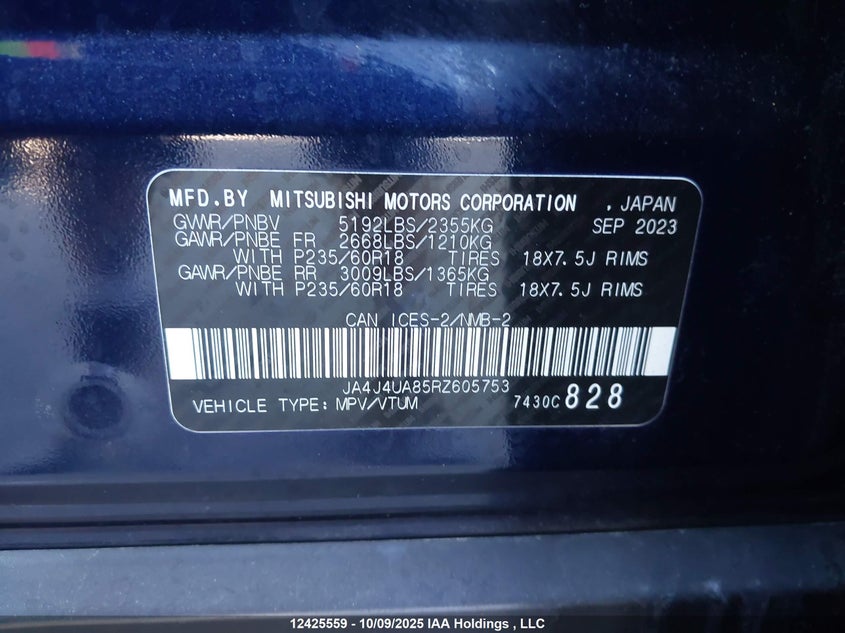 MFD.BY MITSUBISHI MOTORS CORPORATION , JAPAN
GVWR/PNBV 5192LBS/2355KG SEP 2023
GAWR/PNBE FR 2668LBS/1210KG
WITH P235/60R18 TIRES 18X7.5J RIMS
GAWR/PNBE RR 3009LBS/1365KG
WITH P235/60R18 TIRES 18X7.5J RIMS
CAN ICES-2/NMB-2
JA4J4UA85RZ605753
VEHICLE TYPE:MPV/VTUM 7430C 828
12425559 - 10/09/2025 IAA Holdings , LLC